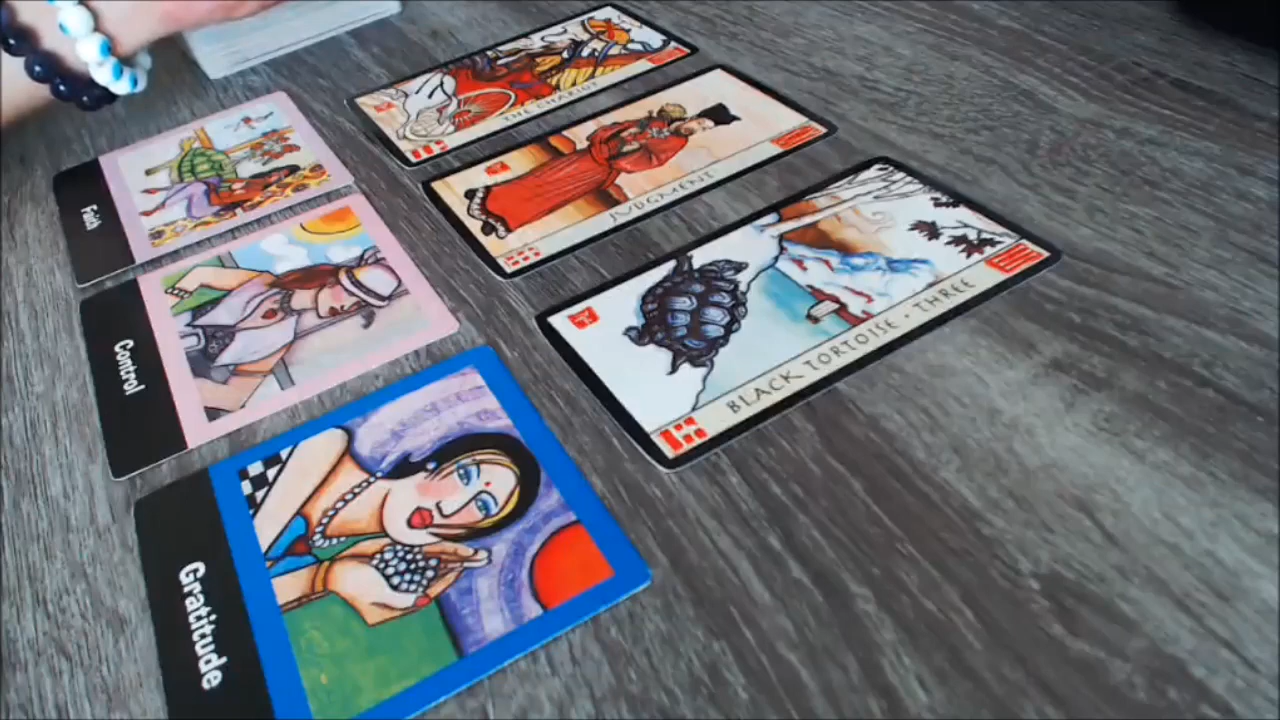 THE CHARIOT
JUDGMENT
BLACK TORTOISE • THREE
Faith
Control
Gratitude